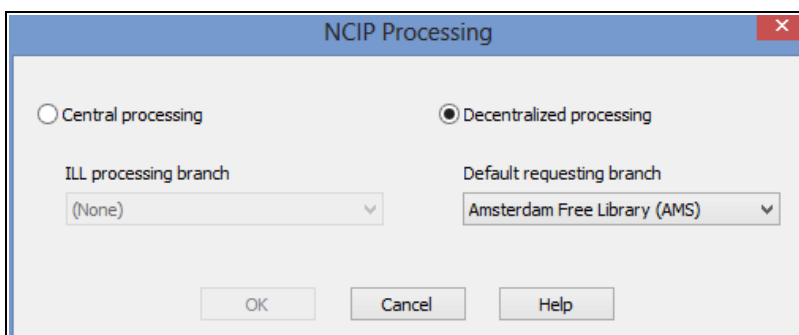 NCIP Processing
Central processing
Decentralized processing
ILL processing branch
Default requesting branch
(None)
Amsterdam Free Library (AMS)
OK
Cancel
Help